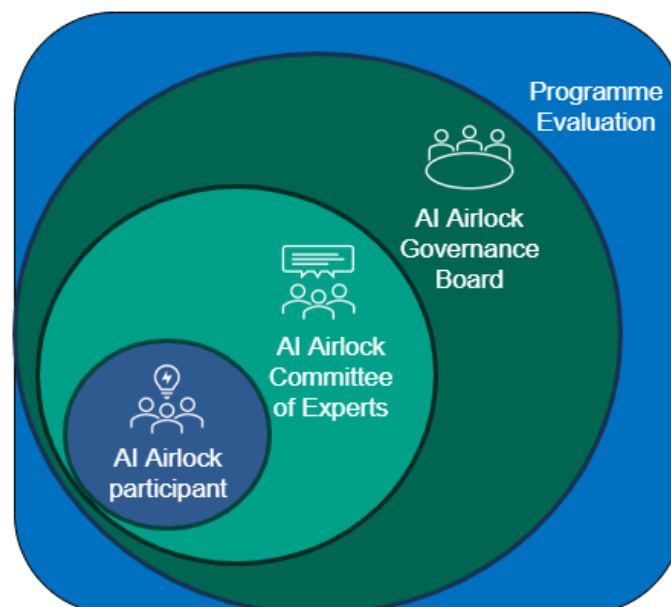 Programme
Evaluation
AI Airlock
Governance
Board
AI Airlock
Committee
of Experts
AI Airlock
participant